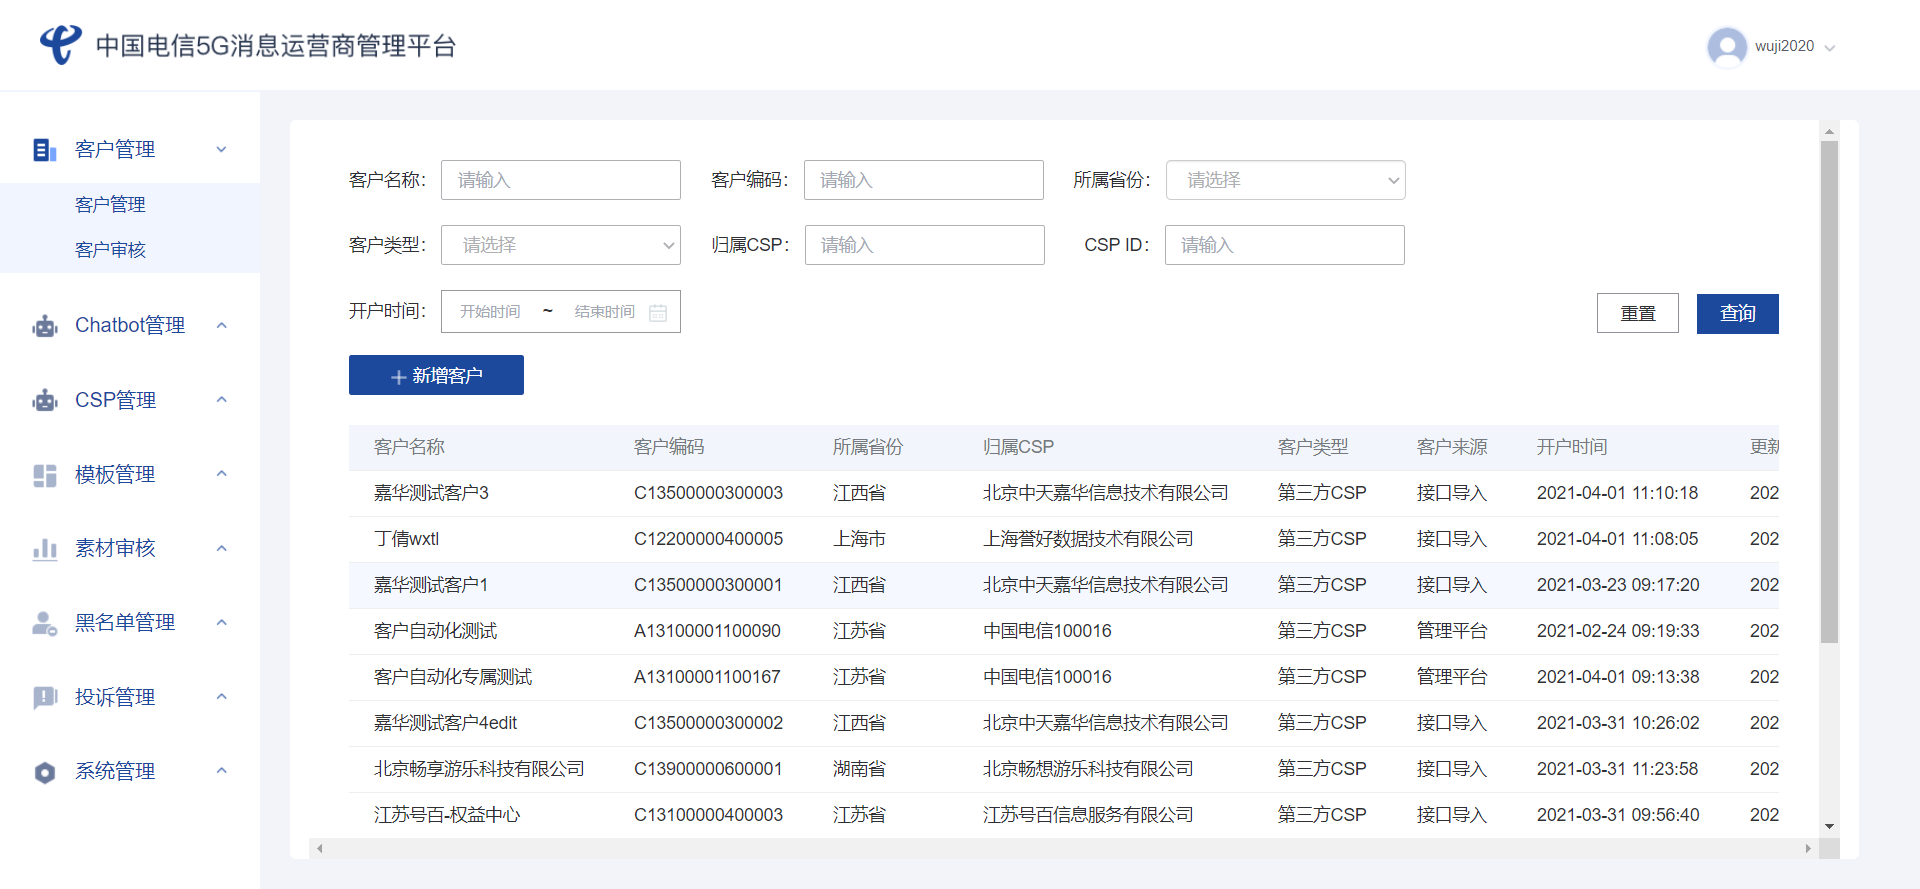 中国电信5G消息运营商管理平台
wuji2020
客户管理
客户管理
客户审核
Chatbot管理
CSP管理
模板管理
素材审核
黑名单管理
投诉管理
系统管理
客户名称: 请输入 客户编码: 请输入 所属省份: 请选择
客户类型: 请选择 归属CSP: 请输入 CSP ID: 请输入
开户时间: 开始时间 ~ 结束时间 重置 查询
+ 新增客户
客户名称 客户编码 所属省份 归属CSP 客户类型 客户来源 开户时间 更新
嘉华测试客户3 C13500000300003 江西省 北京中天嘉华信息技术有限公司 第三方CSP 接口导入 2021-04-01 11:10:18 202
丁倩wxtl C12200000400005 上海市 上海誉好数据技术有限公司 第三方CSP 接口导入 2021-04-01 11:08:05 202
嘉华测试客户1 C13500000300001 江西省 北京中天嘉华信息技术有限公司 第三方CSP 接口导入 2021-03-23 09:17:20 202
客户自动化测试 A13100001100090 江苏省 中国电信100016 第三方CSP 管理平台 2021-02-24 09:19:33 202
客户自动化专属测试 A13100001100167 江苏省 中国电信100016 第三方CSP 管理平台 2021-04-01 09:13:38 202
嘉华测试客户4edit C13500000300002 江西省 北京中天嘉华信息技术有限公司 第三方CSP 接口导入 2021-03-31 10:26:02 202
北京畅享游乐科技有限公司 C13900000600001 湖南省 北京畅想游乐科技有限公司 第三方CSP 接口导入 2021-03-31 11:23:58 202
江苏号百-权益中心 C13100000400003 江苏省 江苏号百信息服务有限公司 第三方CSP 接口导入 2021-03-31 09:56:40 202